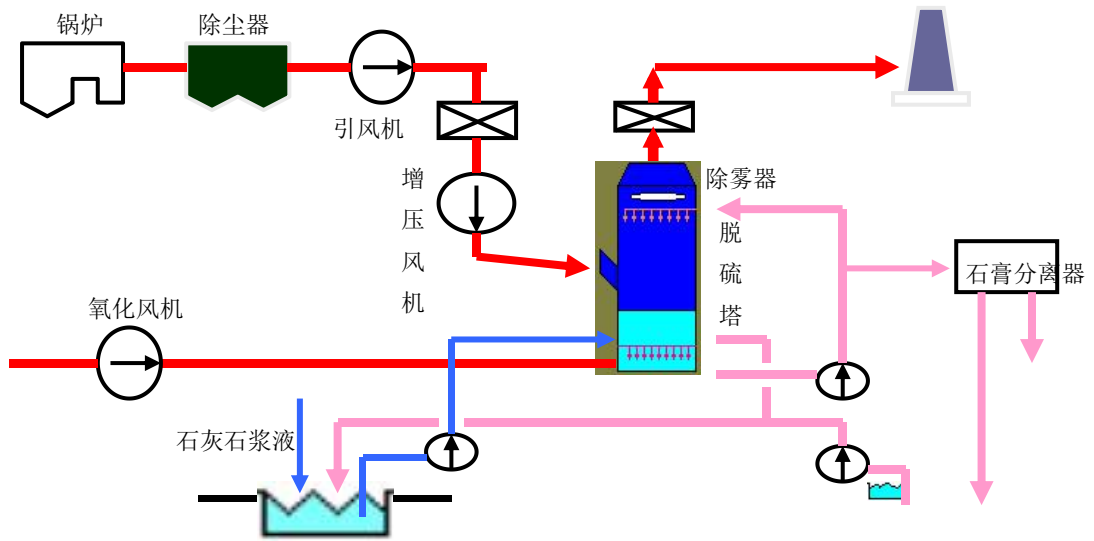 锅炉
除尘器
引风机
增压风机
除雾器
脱硫塔
石膏分离器
氧化风机
石灰石浆液